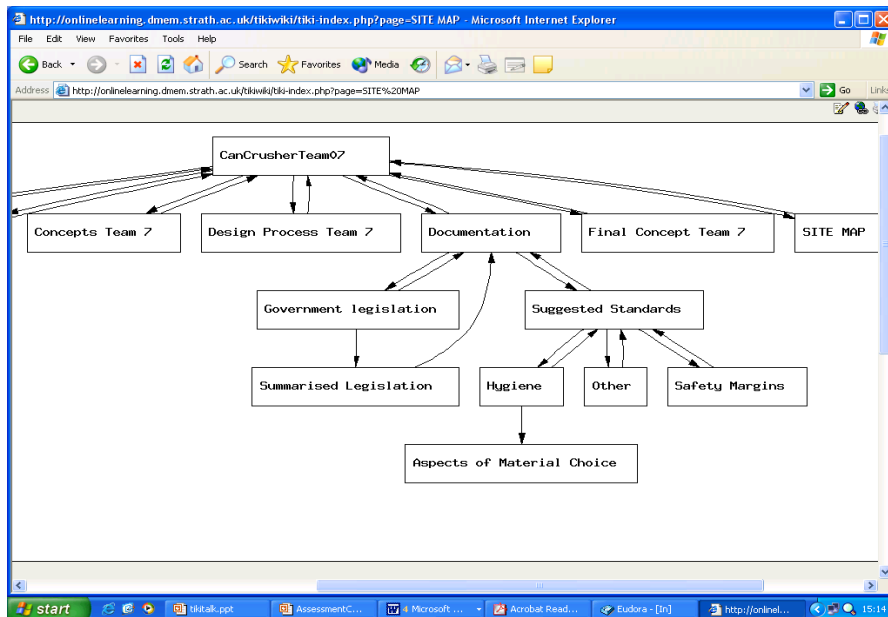 http://onlinelearning.dmem.strath.ac.uk/tikiwiki/tiki-index.php?page=SITE MAP - Microsoft Internet Explorer
File Edit View Favorites Tools Help
Back Search Favorites Media
Address http://onlinelearning.dmem.strath.ac.uk/tikiwiki/tiki-index.php?page=SITE%20MAP Go Links
CanCrusherTeam07
Concepts Team 7 Design Process Team 7 Documentation Final Concept Team 7 SITE MAP
Government legislation Suggested Standards
Summarised Legislation Hygiene Other Safety Margins
Aspects of Material Choice
start tikitalk.ppt AssessmentC... 4 Microsoft ... Acrobat Read... Eudora - [In] http://onlinel... 15:14